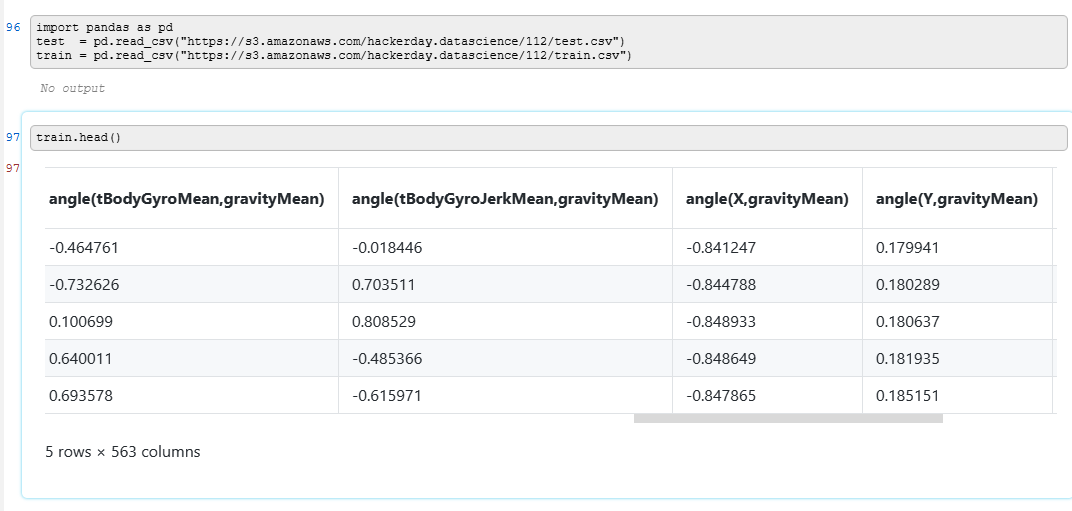 96
import pandas as pd
test  = pd.read_csv("https://s3.amazonaws.com/hackerday.datascience/112/test.csv")
train = pd.read_csv("https://s3.amazonaws.com/hackerday.datascience/112/train.csv")
No output
97
train.head()
97
angle(tBodyGyroMean,gravityMean) angle(tBodyGyroJerkMean,gravityMean) angle(X,gravityMean) angle(Y,gravityMean)
-0.464761 -0.018446 -0.841247 0.179941
-0.732626 0.703511 -0.844788 0.180289
0.100699 0.808529 -0.848933 0.180637
0.640011 -0.485366 -0.848649 0.181935
0.693578 -0.615971 -0.847865 0.185151
5 rows × 563 columns